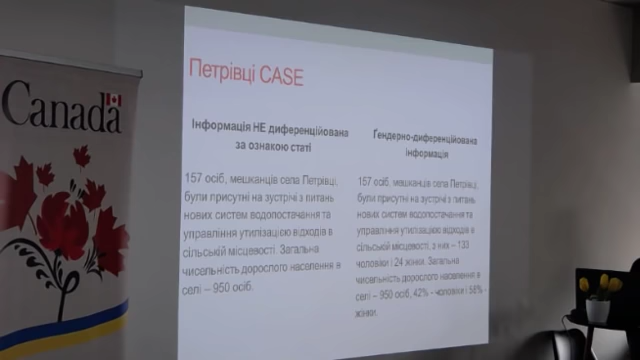 Canada
Петрівці CASE
Інформація НЕ диференційована
за ознакою статі
157 осіб, мешканців села Петрівці,
були присутні на зустрічі з питань
нових систем водопостачання та
управління утилізацією відходів в
сільській місцевості. Загальна
чисельність дорослого населення в
селі – 950 осіб.
Ґендерно-диференційована
інформація
157 осіб, мешканців села Петрівці,
були присутні на зустрічі з питань
нових систем водопостачання та
управління утилізацією відходів в
сільській місцевості, з них – 133
чоловіки і 24 жінки. Загальна
чисельність дорослого населення в
селі – 950 осіб, 42% - чоловіки і 58% -
жінки.